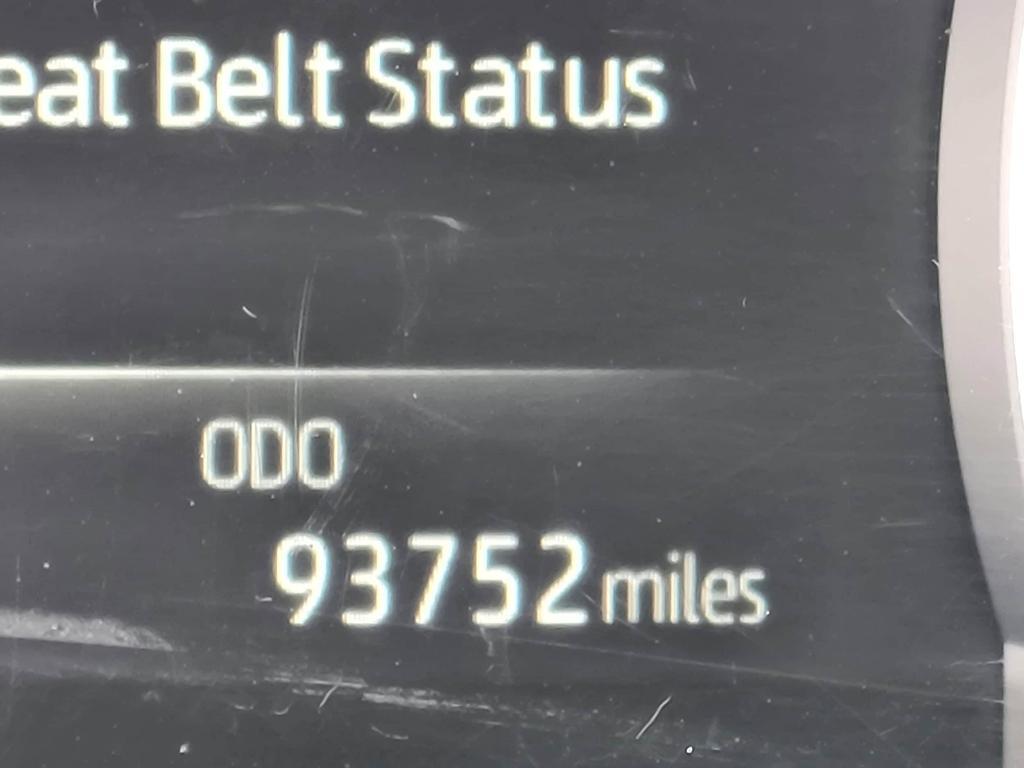 eat Belt Status
ODO
93752 miles